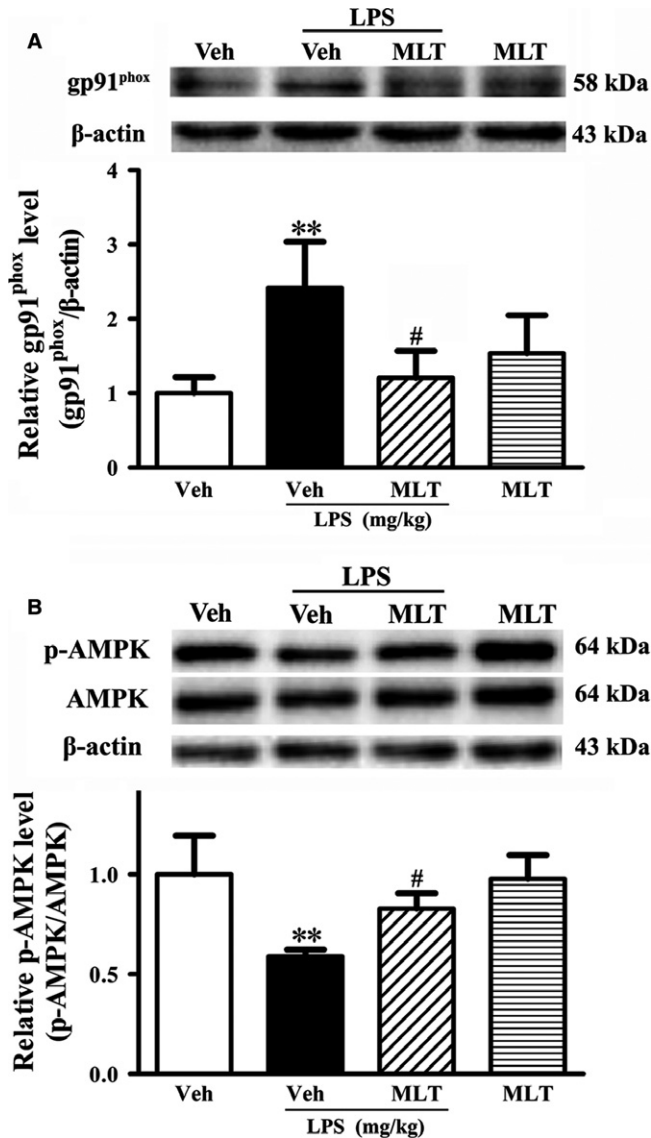 A
LPS
Veh Veh MLT MLT
gp91phox 58 kDa
β-actin 43 kDa
Relative gp91phox level
(gp91phox/β-actin)
4
3
2
1
0
**
#
Veh Veh MLT MLT
LPS (mg/kg)
B
LPS
Veh Veh MLT MLT
p-AMPK 64 kDa
AMPK 64 kDa
β-actin 43 kDa
Relative p-AMPK level
(p-AMPK/AMPK)
1.0
0.5
0.0
**
#
Veh Veh MLT MLT
LPS (mg/kg)